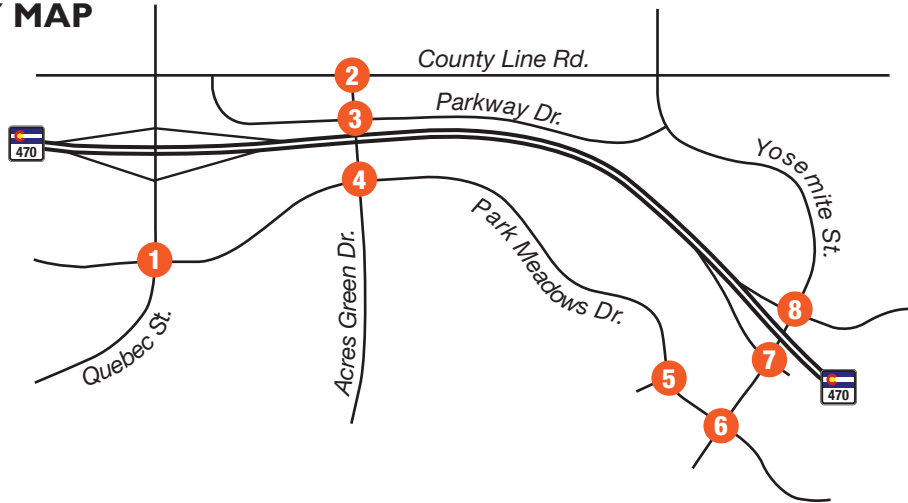 MAP
County Line Rd.
2
Parkway Dr.
3
470
4
Yosemite St.
Park Meadows Dr.
Acres Green Dr.
1
Quebec St.
8
7
5
470
6